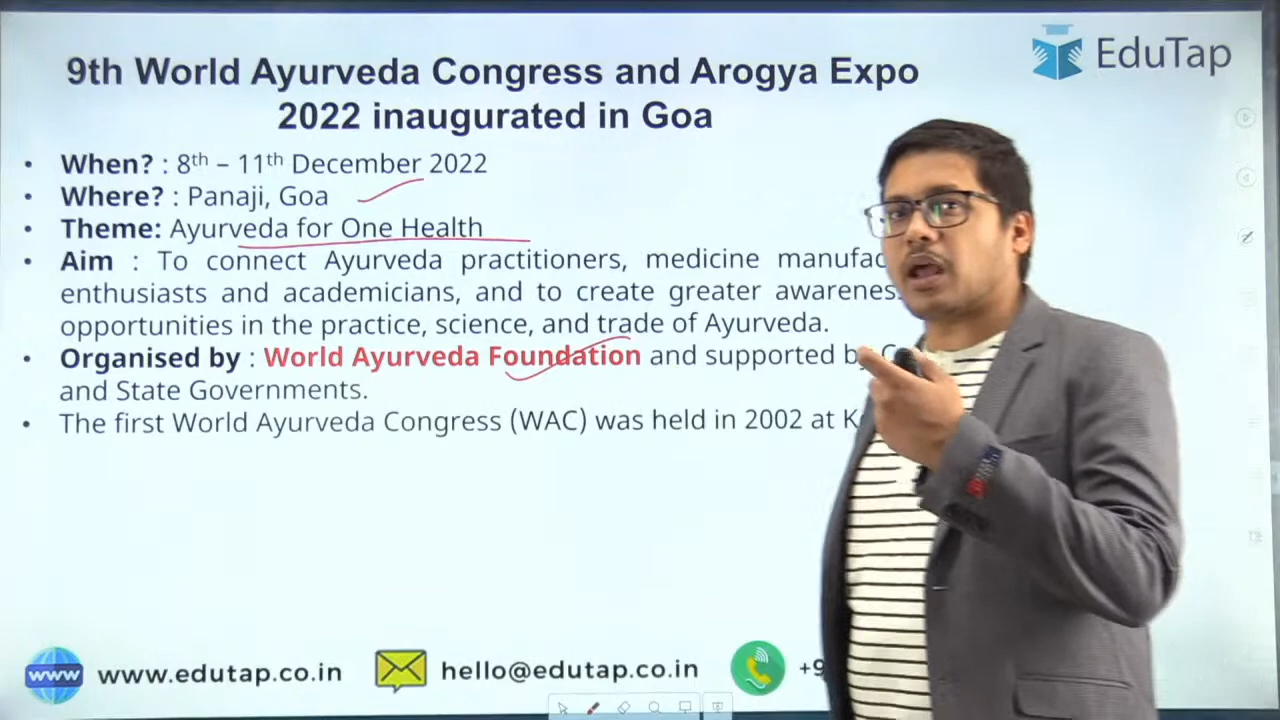 EduTap
9th World Ayurveda Congress and Arogya Expo
2022 inaugurated in Goa
• When? : 8th – 11th December 2022
• Where? : Panaji, Goa
• Theme: Ayurveda for One Health
• Aim : To connect Ayurveda practitioners, medicine
enthusiasts and academicians, and to create greater
opportunities in the practice, science, and trade of Ayurveda.
• Organised by : World Ayurveda Foundation and supported by
and State Governments.
• The first World Ayurveda Congress (WAC) was held in 2002 at
www www.edutap.co.in hello@edutap.co.in